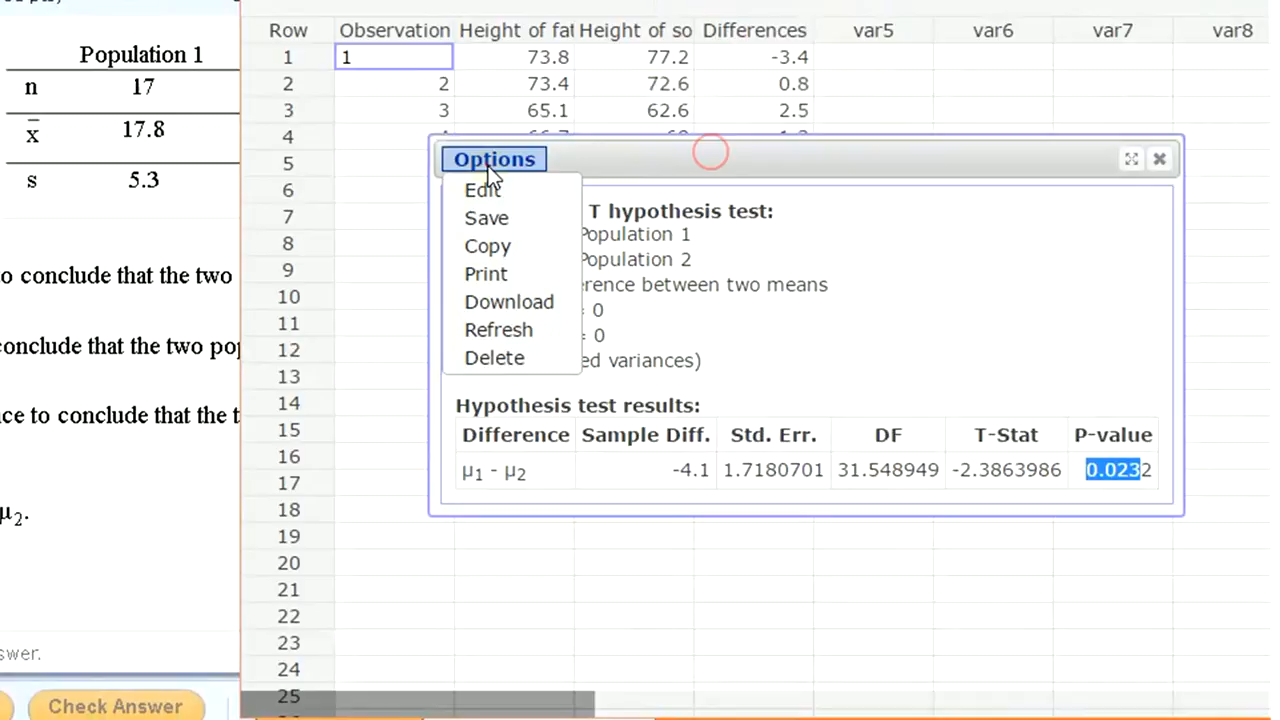 Population 1
n 17
x̄ 17.8
s 5.3
to conclude that the two
conclude that the two pop
nce to conclude that the t
μ2.
swer.
Check Answer
Row Observation Height of fat Height of so Differences var5 var6 var7 var8
1 1 73.8 77.2 -3.4
2 2 73.4 72.6 0.8
3 3 65.1 62.6 2.5
4
5
6
7
8
9
10
11
12
13
14
15
16
17
18
19
20
21
22
23
24
25
Options
Edit
Save
Copy
Print
Download
Refresh
Delete
T hypothesis test:
Population 1
Population 2
erence between two means
= 0
= 0
ed variances)
Hypothesis test results:
Difference Sample Diff. Std. Err. DF T-Stat P-value
μ1 - μ2 -4.1 1.7180701 31.548949 -2.3863986 0.0232